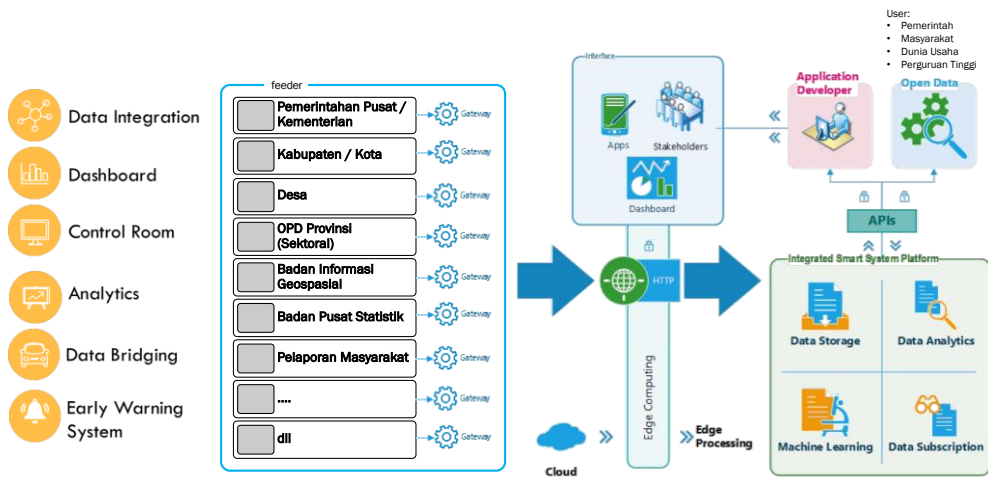 Data Integration
Dashboard
Control Room
Analytics
Data Bridging
Early Warning
System
feeder
Pemerintahan Pusat /
Kementerian
Gateway
Kabupaten / Kota
Gateway
Desa
Gateway
OPD Provinsi
(Sektoral)
Gateway
Badan Informasi
Geospasial
Gateway
Badan Pusat Statistik
Gateway
Pelaporan Masyarakat
Gateway
....
Gateway
dll
Gateway
Interface
Apps
Stakeholders
Dashboard
HTTP
Edge Computing
Cloud
Edge
Processing
User:
• Pemerintah
• Masyarakat
• Dunia Usaha
• Perguruan Tinggi
Application
Developer
Open Data
APIs
Integrated Smart System Platform
Data Storage
Data Analytics
Machine Learning
Data Subscription